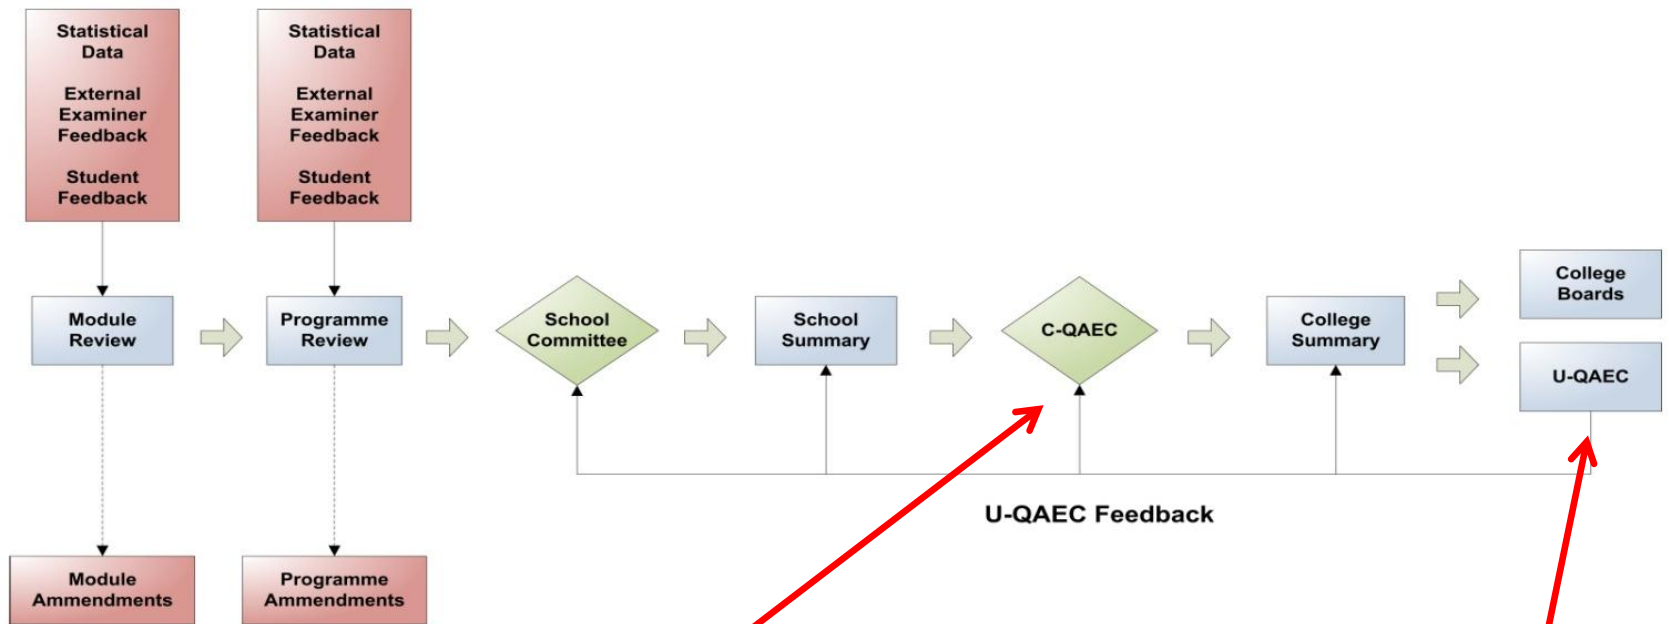 Statistical
Data
External
Examiner
Feedback
Student
Feedback
Statistical
Data
External
Examiner
Feedback
Student
Feedback
Module
Review
Programme
Review
School
Committee
School
Summary
C-QAEC
College
Summary
College
Boards
U-QAEC
U-QAEC Feedback
Module
Ammendments
Programme
Ammendments